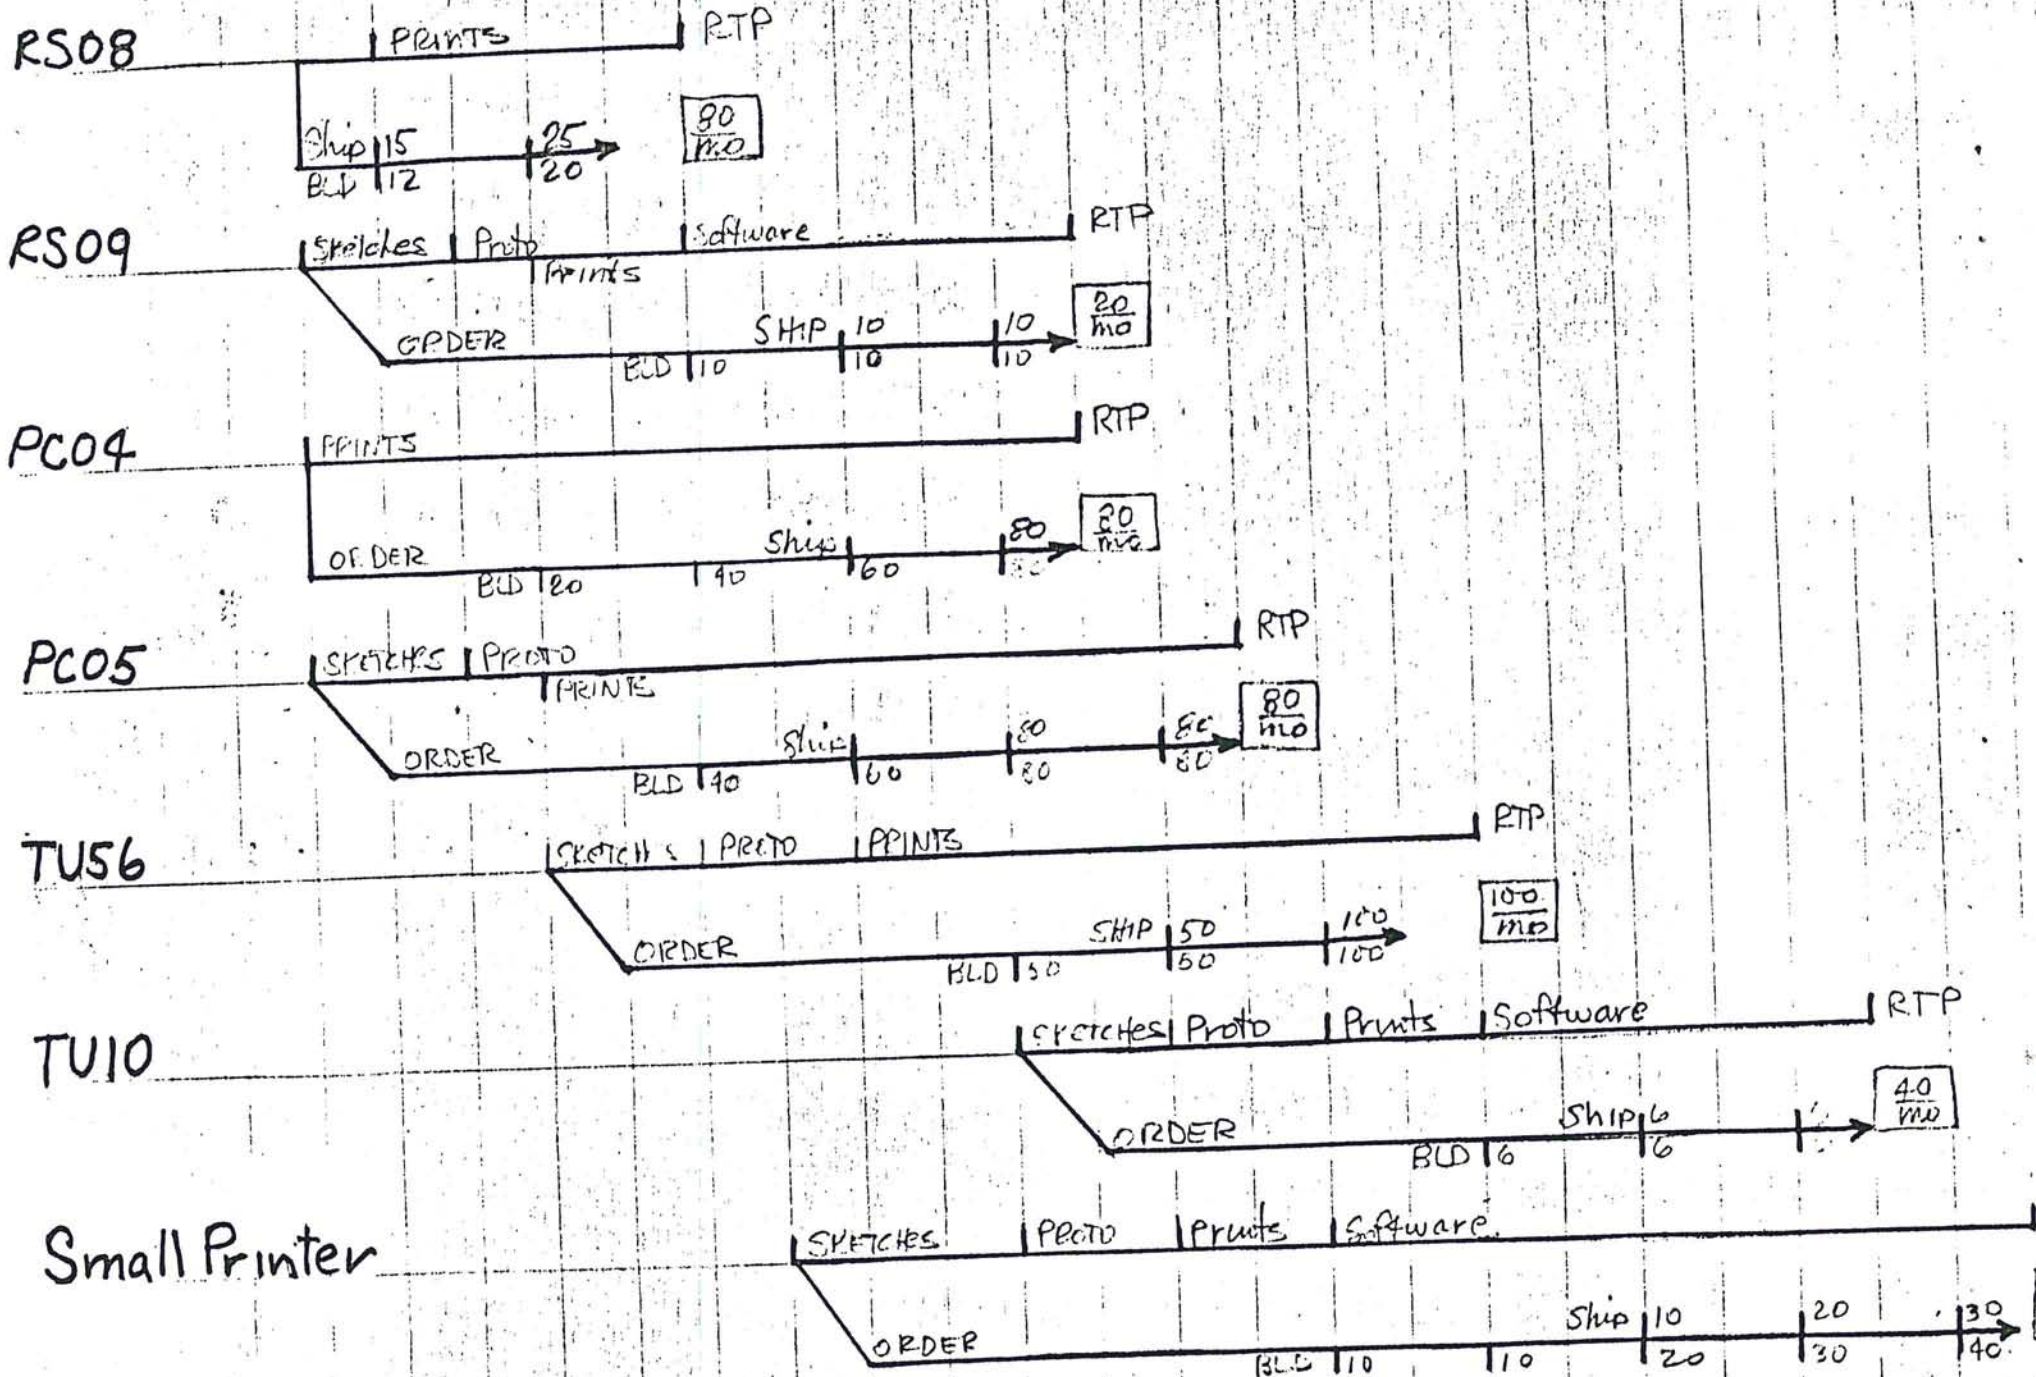 RS08 PRINTS RTP
Ship 15 25 80
mo
BLD 12 20
RS09 Sketches Proto Software RTP
Prints
ORDER SHIP 10 10 20
mo
BLD 10 10 10
PC04 PRINTS RTP
ORDER Ship 80
mo
BLD 20 40 60
PC05 SKETCHES PROTO RTP
PRINTS
ORDER Ship 80 80 80
mo
BLD 40 60 80 80
TU56 SKETCHES PROTO PRINTS RTP
ORDER SHIP 50 100 100
mo
BLD 50 50 100
TU10 SKETCHES Proto Prints Software RTP
ORDER Ship 6 40
mo
BLD 6 6
Small Printer SKETCHES PROTO Prints Software
ORDER Ship 10 20 30
BLD 10 10 20 30 40